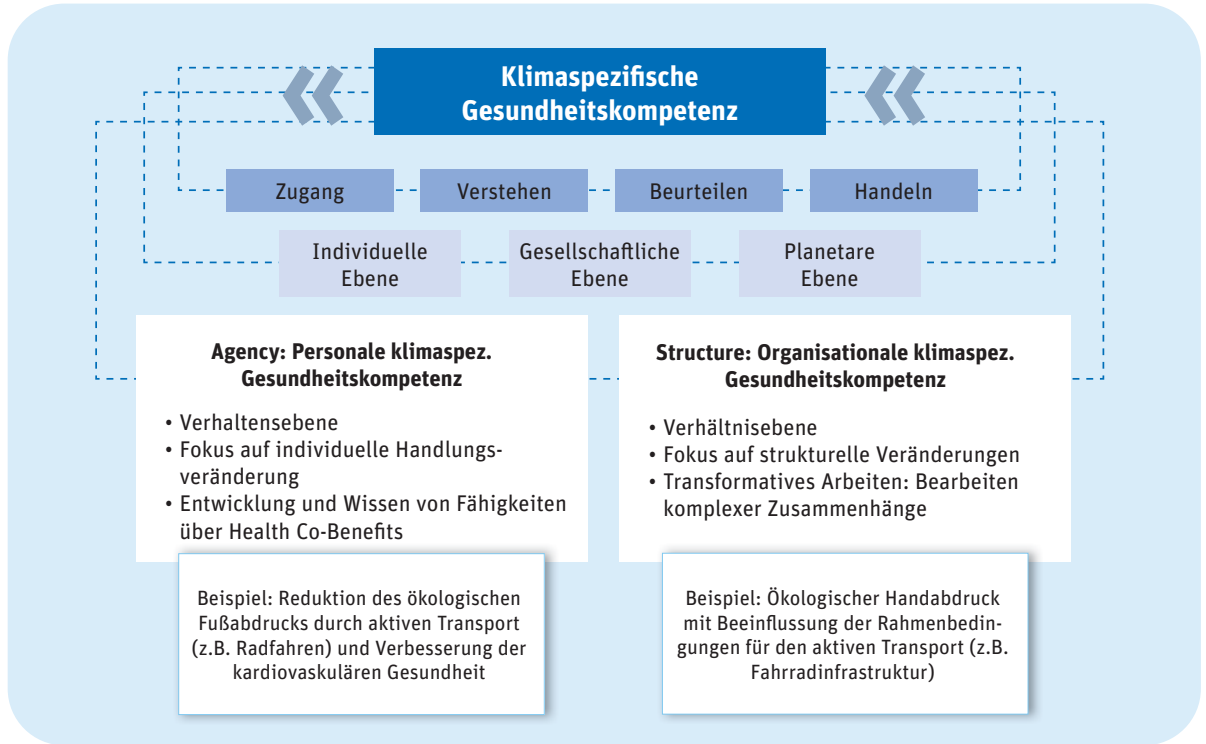 Klimaspezifische
Gesundheitskompetenz
Zugang
Verstehen
Beurteilen
Handeln
Individuelle
Ebene
Gesellschaftliche
Ebene
Planetare
Ebene
Agency: Personale klimaspez.
Gesundheitskompetenz
• Verhaltensebene
• Fokus auf individuelle Handlungs-
veränderung
• Entwicklung und Wissen von Fähigkeiten
über Health Co-Benefits
Beispiel: Reduktion des ökologischen
Fußabdrucks durch aktiven Transport
(z.B. Radfahren) und Verbesserung der
kardiovaskulären Gesundheit
Structure: Organisationale klimaspez.
Gesundheitskompetenz
• Verhältnisebene
• Fokus auf strukturelle Veränderungen
• Transformatives Arbeiten: Bearbeiten
komplexer Zusammenhänge
Beispiel: Ökologischer Handabdruck
mit Beeinflussung der Rahmenbedin-
gungen für den aktiven Transport (z.B.
Fahrradinfrastruktur)